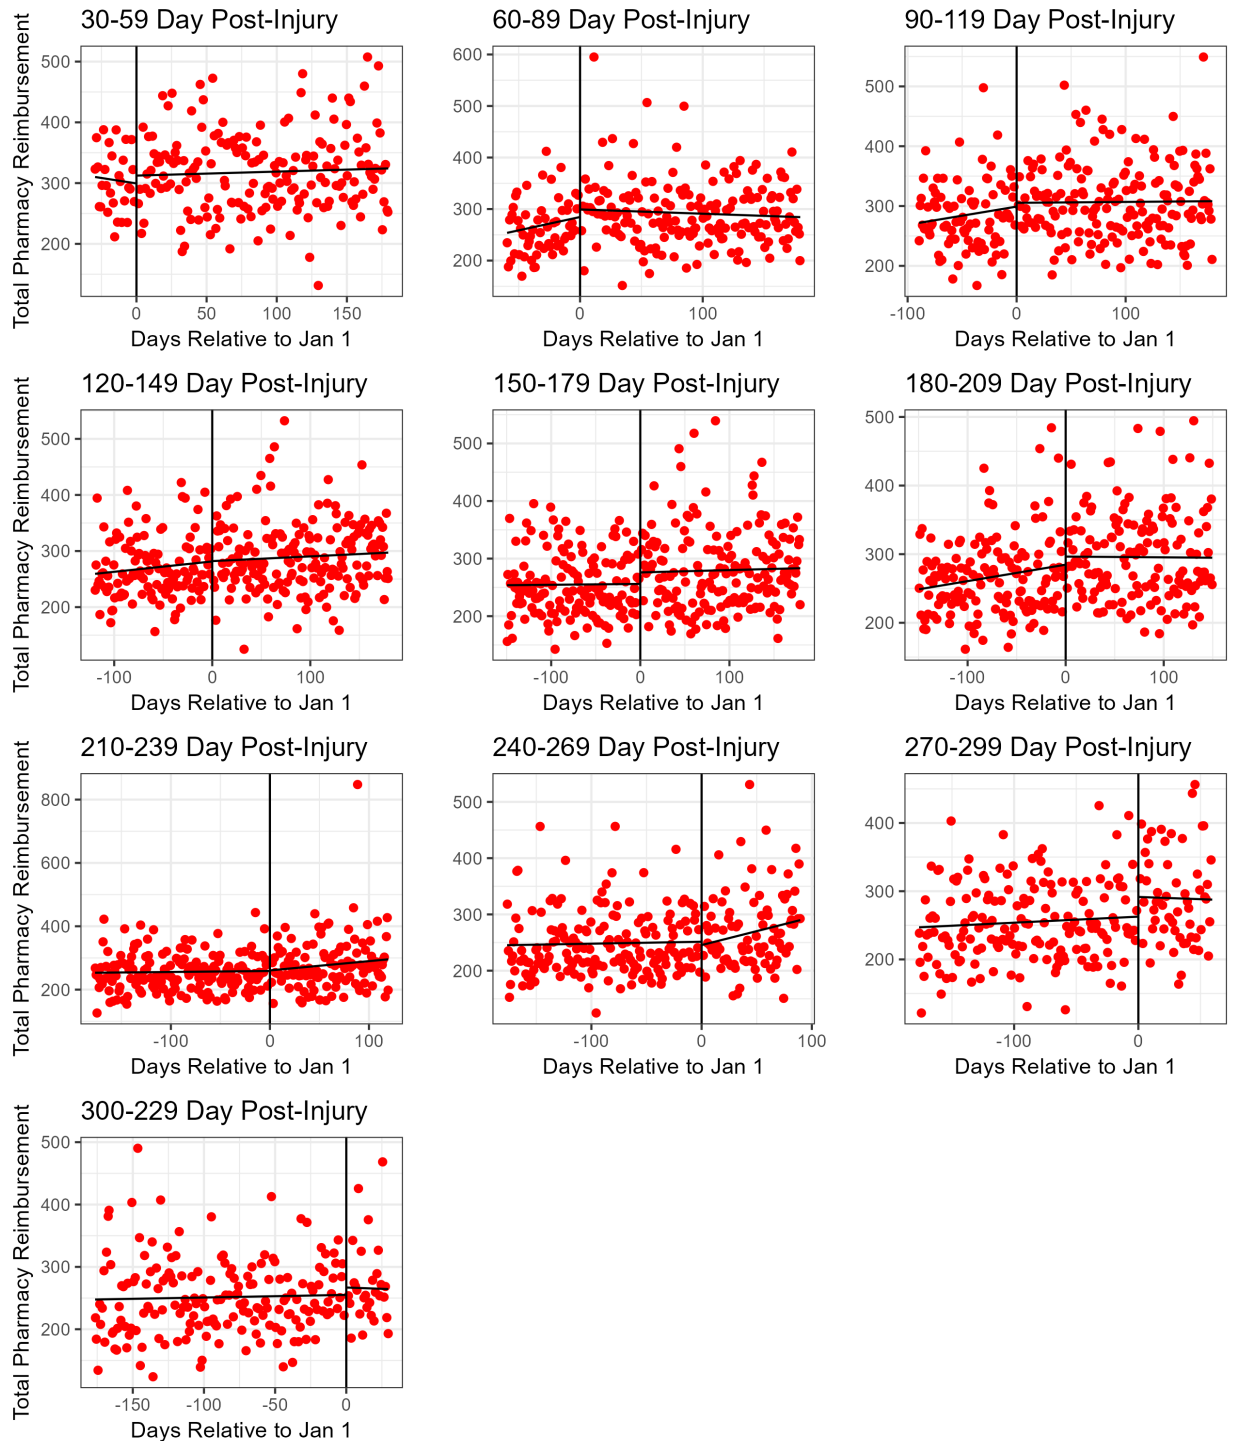 30-59 Day Post-Injury
60-89 Day Post-Injury
90-119 Day Post-Injury
Total Pharmacy Reimbursement
500
400
300
200
0 50 100 150
Days Relative to Jan 1
600
500
400
300
200
0 100
Days Relative to Jan 1
500
400
300
200
-100 0 100
Days Relative to Jan 1
120-149 Day Post-Injury
150-179 Day Post-Injury
180-209 Day Post-Injury
Total Pharmacy Reimbursement
500
400
300
200
-100 0 100
Days Relative to Jan 1
500
400
300
200
-100 0 100
Days Relative to Jan 1
500
400
300
200
-100 0 100
Days Relative to Jan 1
210-239 Day Post-Injury
240-269 Day Post-Injury
270-299 Day Post-Injury
Total Pharmacy Reimbursement
800
600
400
200
-100 0 100
Days Relative to Jan 1
500
400
300
200
-100 0 100
Days Relative to Jan 1
400
300
200
-100 0
Days Relative to Jan 1
300-229 Day Post-Injury
Total Pharmacy Reimbursement
500
400
300
200
-150 -100 -50 0
Days Relative to Jan 1